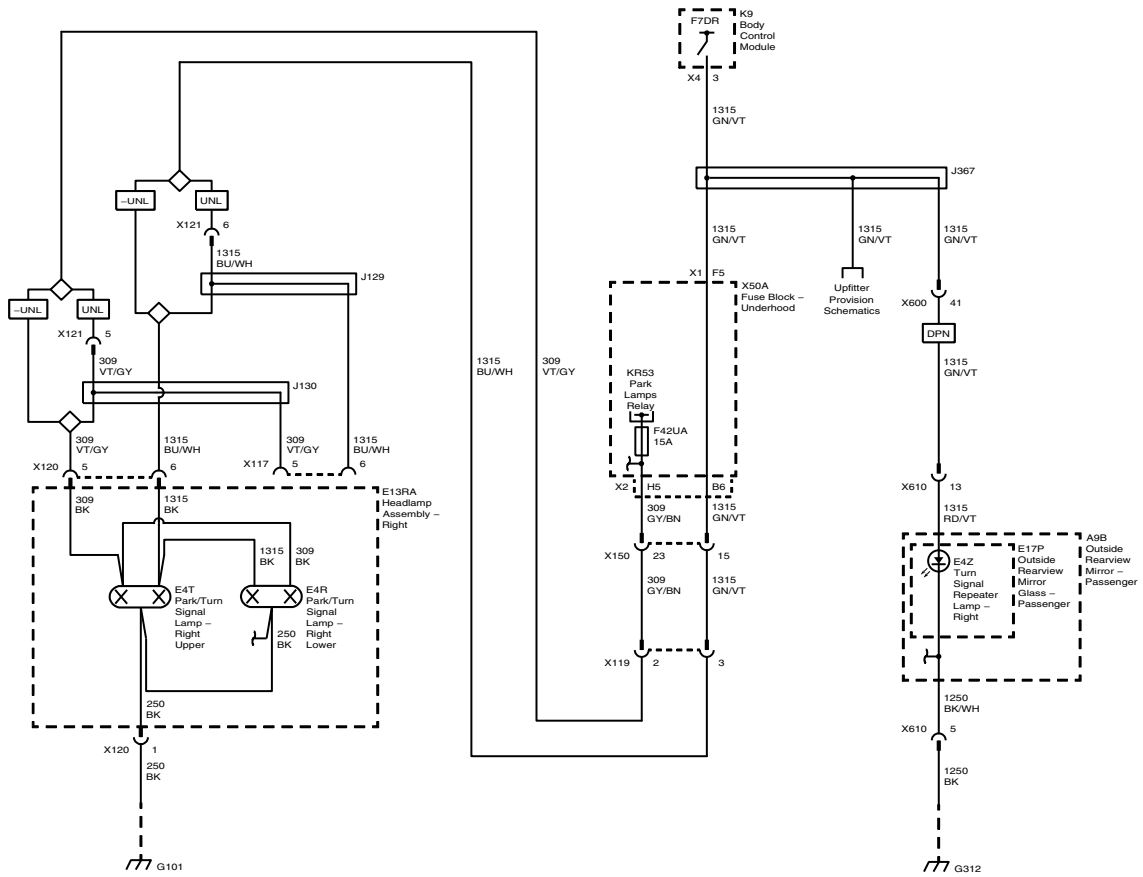 F7DR
K9
Body
Control
Module
X4 3
1315
GN/VT
J367
1315
GN/VT
1315
GN/VT
1315
GN/VT
–UNL
UNL
X121 6
1315
BU/WH
J129
–UNL
UNL
X121 5
309
VT/GY
J130
X1 F5
X50A
Fuse Block –
Underhood
Upfitter
Provision
Schematics
X600 41
DPN
1315
GN/VT
1315
BU/WH
309
VT/GY
KR53
Park
Lamps
Relay
F42UA
15A
309
VT/GY
1315
BU/WH
309
VT/GY
1315
BU/WH
X120 5
6
X117 5
6
X2 H5
B6
X610 13
E13RA
Headlamp
Assembly –
Right
309
BK
1315
BK
309
GY/BN
1315
GN/VT
1315
RD/VT
X150 23
15
A9B
Outside
Rearview
Mirror –
Passenger
E17P
Outside
Rearview
Mirror
Glass –
Passenger
E4Z
Turn
Signal
Repeater
Lamp –
Right
1315
BK
309
BK
309
GY/BN
1315
GN/VT
E4T
Park/Turn
Signal
Lamp –
Right
Upper
E4R
Park/Turn
Signal
Lamp –
Right
Lower
250
BK
X119 2
3
250
BK
1250
BK/WH
X120 1
X610 5
250
BK
1250
BK
G101
G312